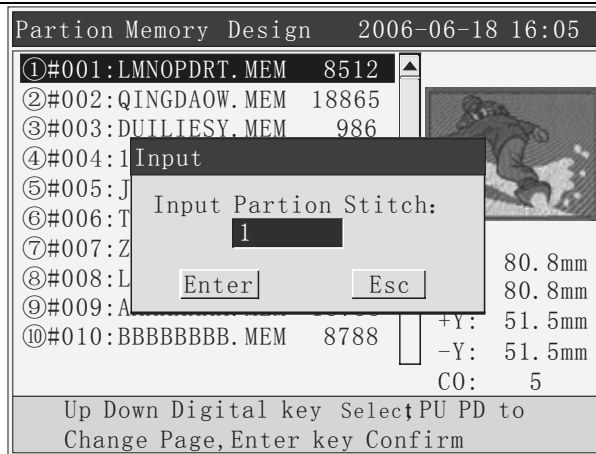 Partion Memory Design 2006-06-18 16:05
①#001:LMNOPDRT.MEM 8512
②#002:QINGDAOW.MEM 18865
③#003:DUILIESY.MEM 986
④#004:1
⑤#005:J
⑥#006:T
⑦#007:Z
⑧#008:L
⑨#009:A
⑩#010:BBBBBBBB.MEM 8788
Input
Input Partion Stitch:
1
Enter Esc
80.8mm
80.8mm
+Y: 51.5mm
-Y: 51.5mm
CO: 5
Up Down Digital key Select; PU PD to
Change Page,Enter key Confirm